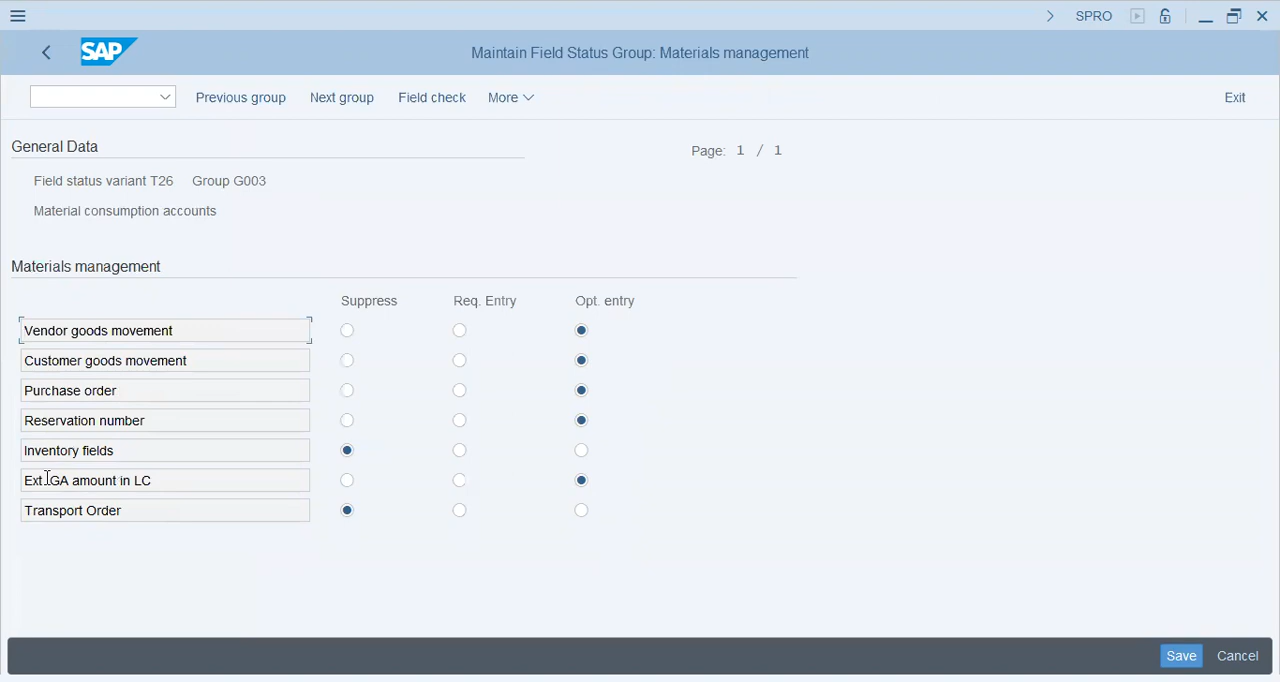 SPRO
SAP
Maintain Field Status Group: Materials management
Previous group Next group Field check More Exit
General Data
Page: 1 / 1
Field status variant T26 Group G003
Material consumption accounts
Materials management
Suppress Req. Entry Opt. entry
Vendor goods movement
Customer goods movement
Purchase order
Reservation number
Inventory fields
Ext.GA amount in LC
Transport Order
Save Cancel